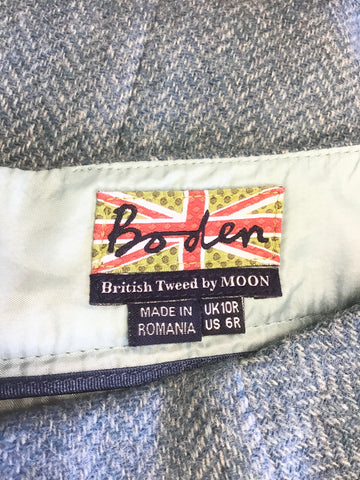 Boden
British Tweed by MOON
MADE IN ROMANIA
UK10R
US 6R